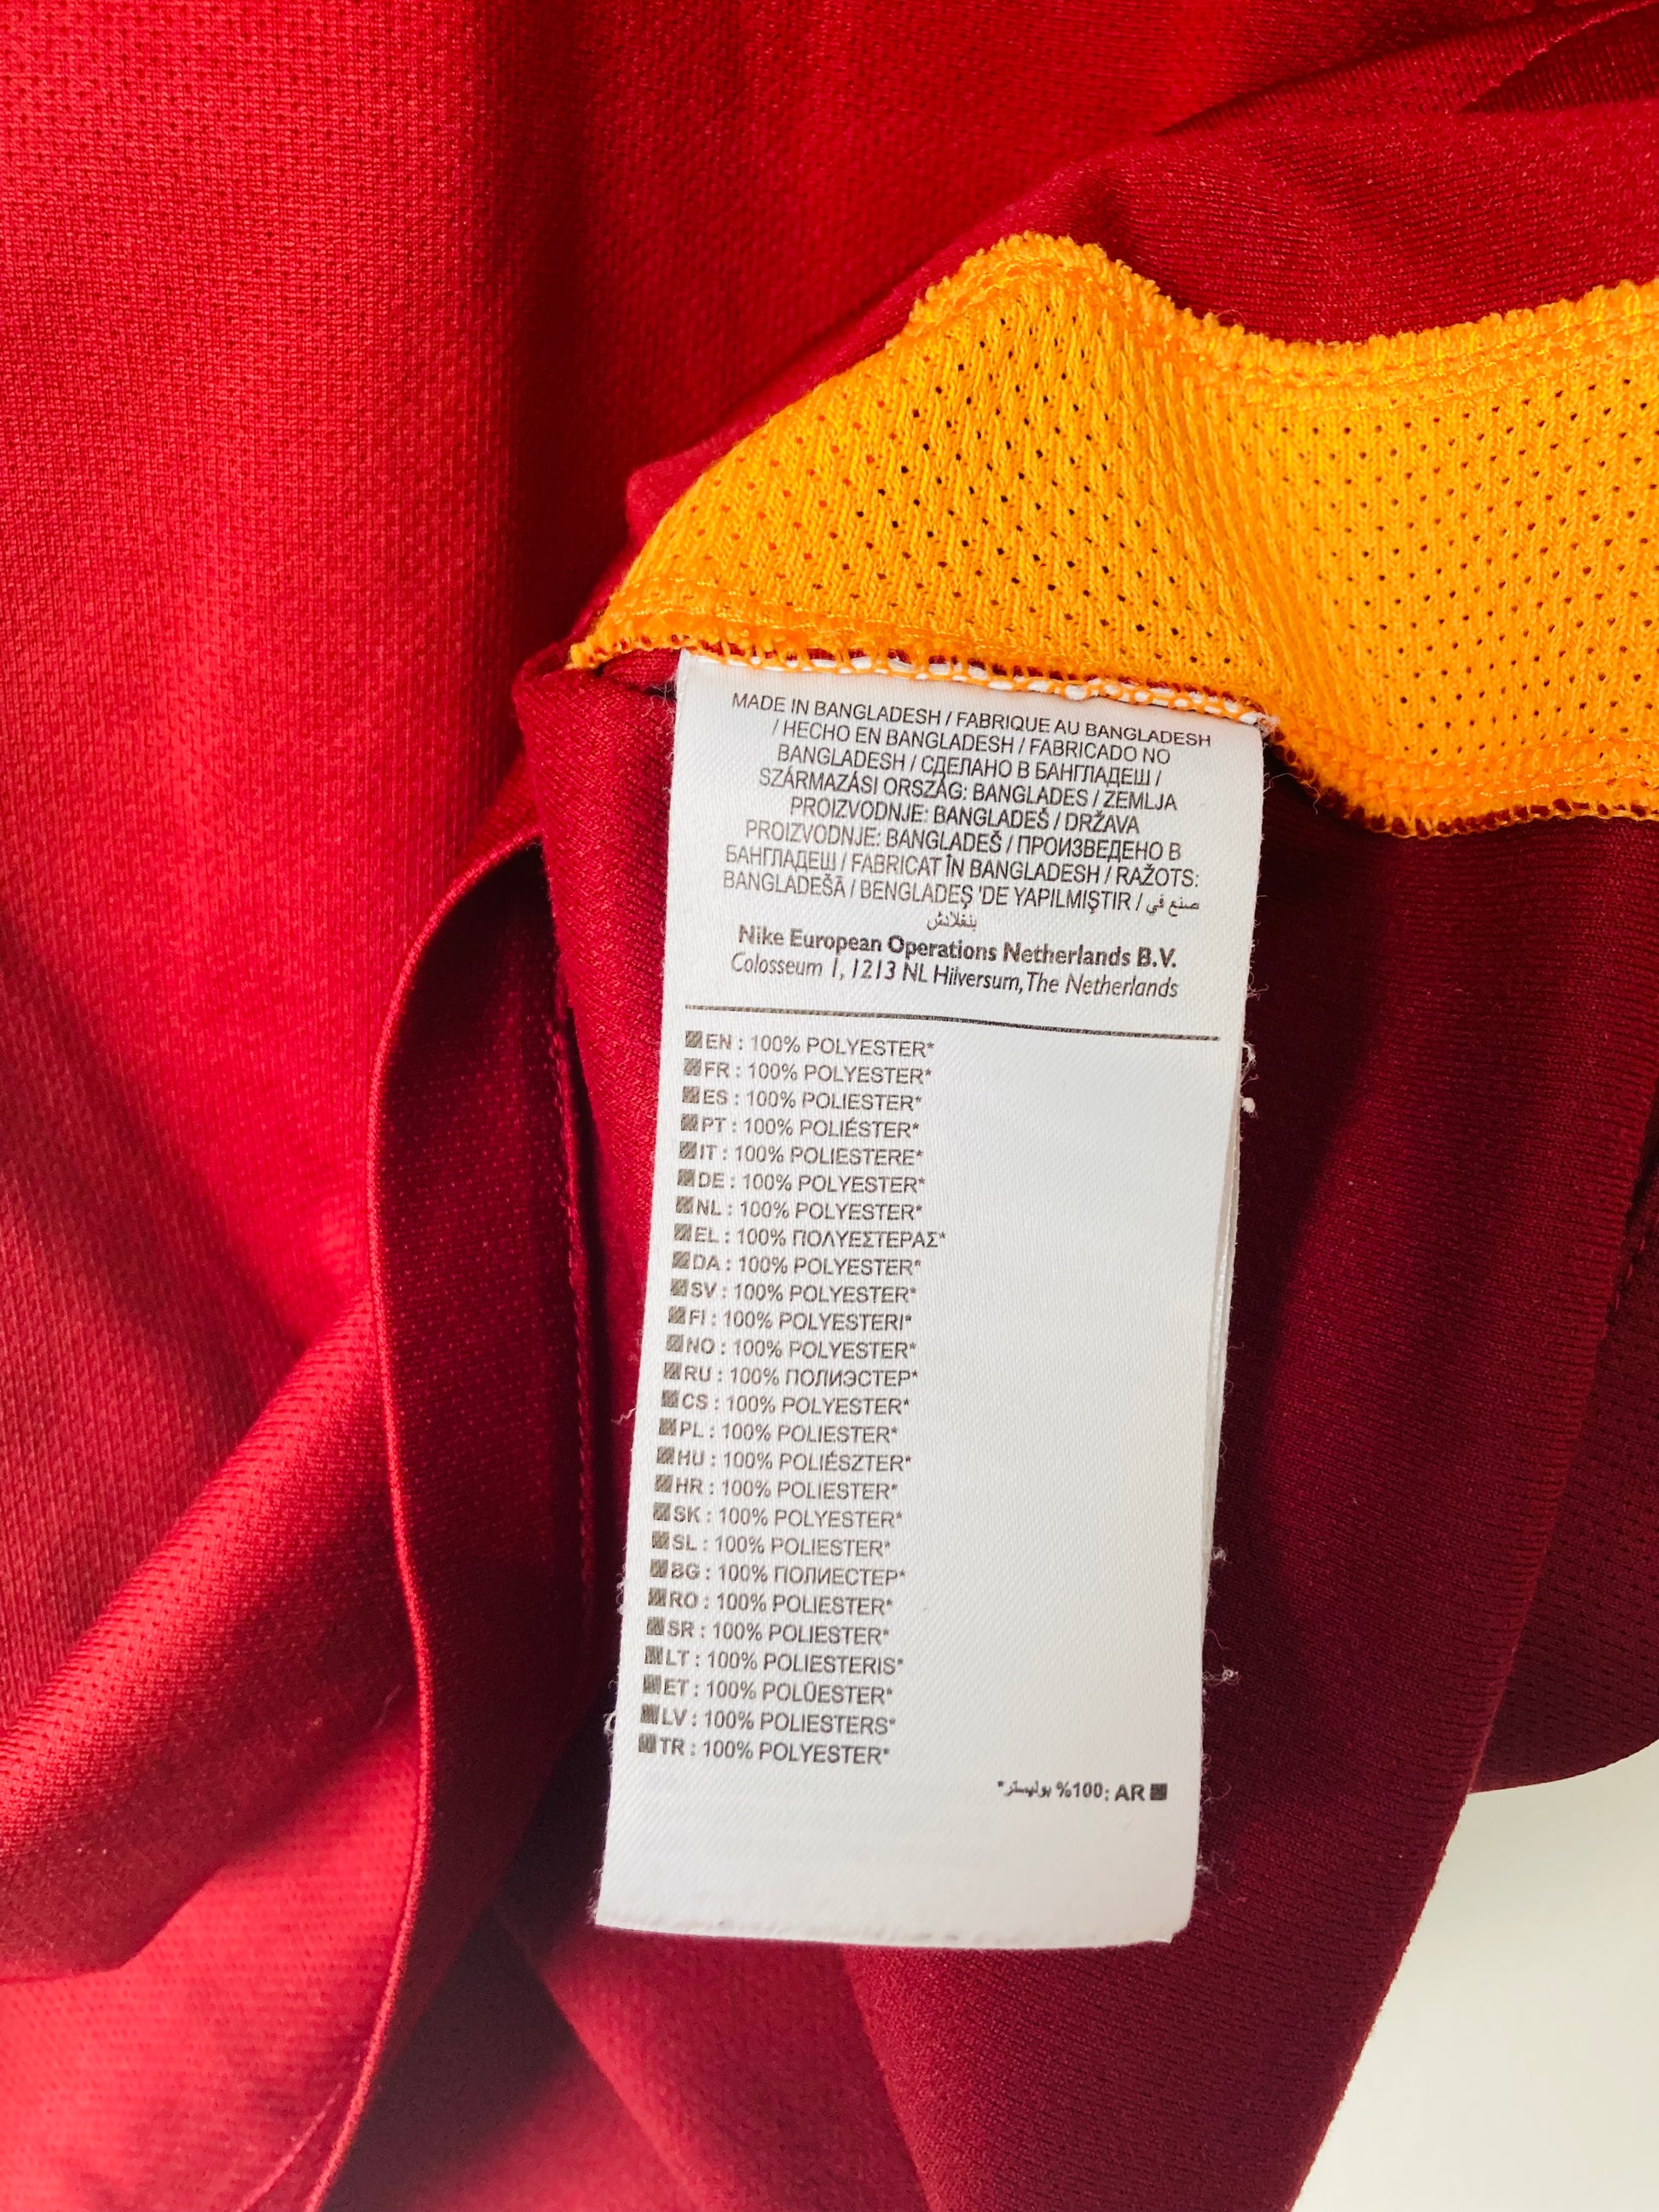 MADE IN BANGLADESH / FABRIQUE AU BANGLADESH
/ HECHO EN BANGLADESH / FABRICADO NO
BANGLADESH / СДЕЛАНО В БАНГЛАДЕШ /
SZÁRMAZÁSI ORSZÁG: BANGLADES / ZEMLJA
PROIZVODNJE: BANGLADEŠ / DRŽAVA
PROIZVODNJE: BANGLADEŠ / ПРОИЗВЕДЕНО В
БАНГЛАДЕШ / FABRICAT ÎN BANGLADESH / RAŽOTS:
BANGLADEŠĀ / BENGLADEŞ 'DE YAPILMIŞTIR / صنع في
بنغلادش
Nike European Operations Netherlands B.V.
Colosseum 1, 1213 NL Hilversum, The Netherlands
EN : 100% POLYESTER*
FR : 100% POLYESTER*
ES : 100% POLIESTER*
PT : 100% POLIÉSTER*
IT : 100% POLIESTERE*
DE : 100% POLYESTER*
NL : 100% POLYESTER*
EL : 100% ΠΟΛΥΕΣΤΕΡΑΣ*
DA : 100% POLYESTER*
SV : 100% POLYESTER*
FI : 100% POLYESTERI*
NO : 100% POLYESTER*
RU : 100% ПОЛИЭСТЕР*
CS : 100% POLYESTER*
PL : 100% POLIESTER*
HU : 100% POLIÉSZTER*
HR : 100% POLIESTER*
SK : 100% POLYESTER*
SL : 100% POLIESTER*
BG : 100% ПОЛИЕСТЕР*
RO : 100% POLIESTER*
SR : 100% POLIESTER*
LT : 100% POLIESTERIS*
ET : 100% POLÜESTER*
LV : 100% POLIESTERS*
TR : 100% POLYESTER*
AR :100% بوليستر*